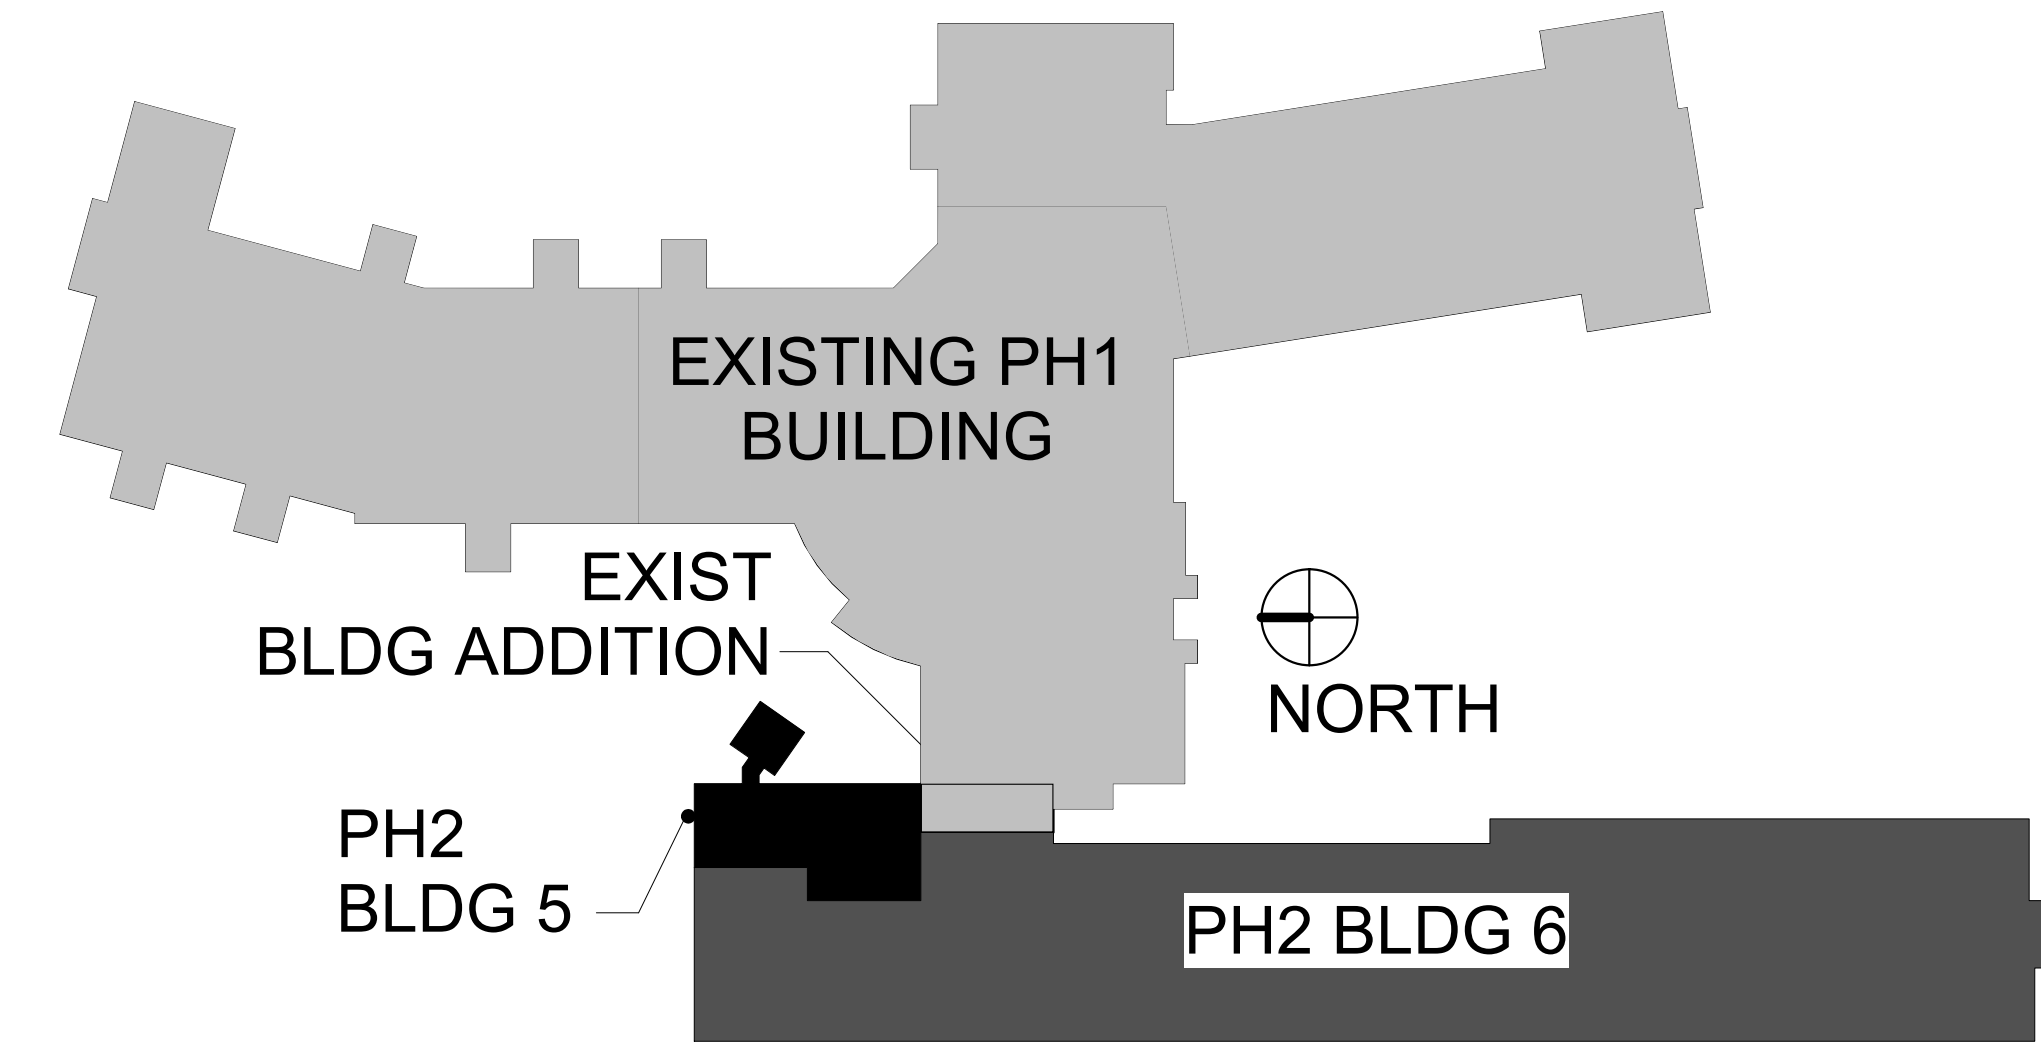 EXISTING PH1
BUILDING
EXIST
BLDG ADDITION
NORTH
PH2
BLDG 5
PH2 BLDG 6